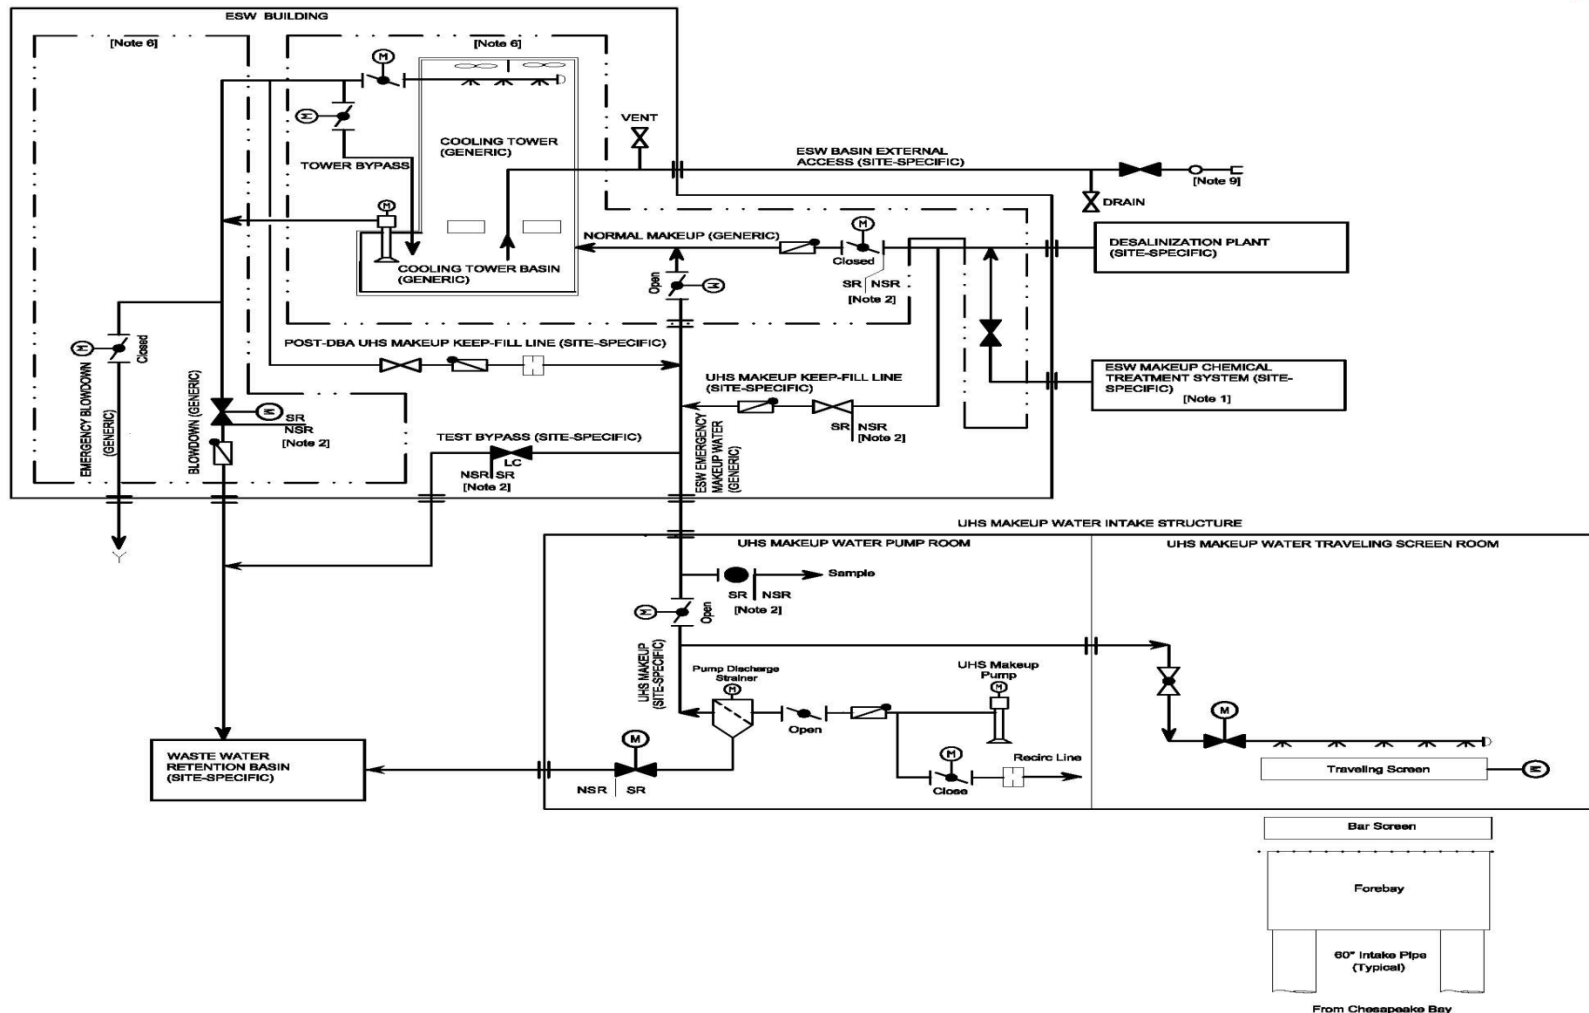 ESW BUILDING
[Note 6]
[Note 6]
M
M
COOLING TOWER
(GENERIC)
TOWER BYPASS
VENT
ESW BASIN EXTERNAL
ACCESS (SITE-SPECIFIC)
[Note 9]
DRAIN
M
M
NORMAL MAKEUP (GENERIC)
Closed
SR NSR
[Note 2]
DESALINIZATION PLANT
(SITE-SPECIFIC)
COOLING TOWER BASIN
(GENERIC)
Open
M
POST-DBA UHS MAKEUP KEEP-FILL LINE (SITE-SPECIFIC)
M
Closed
UHS MAKEUP KEEP-FILL LINE
(SITE-SPECIFIC)
SR NSR
[Note 2]
ESW MAKEUP CHEMICAL
TREATMENT SYSTEM (SITE-
SPECIFIC)
[Note 1]
EMERGENCY BLOWDOWN
(GENERIC)
BLOWDOWN (GENERIC)
M
SR
NSR
[Note 2]
TEST BYPASS (SITE-SPECIFIC)
LC
NSR SR
[Note 2]
ESW EMERGENCY
MAKEUP WATER
(GENERIC)
UHS MAKEUP WATER INTAKE STRUCTURE
UHS MAKEUP WATER PUMP ROOM
UHS MAKEUP WATER TRAVELING SCREEN ROOM
Sample
SR NSR
[Note 2]
M
Open
UHS MAKEUP
(SITE-SPECIFIC)
Pump Discharge
Strainer
M
UHS Makeup
Pump
M
Open
M
Close
Recirc Line
M
NSR SR
WASTE WATER
RETENTION BASIN
(SITE-SPECIFIC)
M
Traveling Screen
M
Bar Screen
Forebay
60" Intake Pipe
(Typical)
From Chesapeake Bay